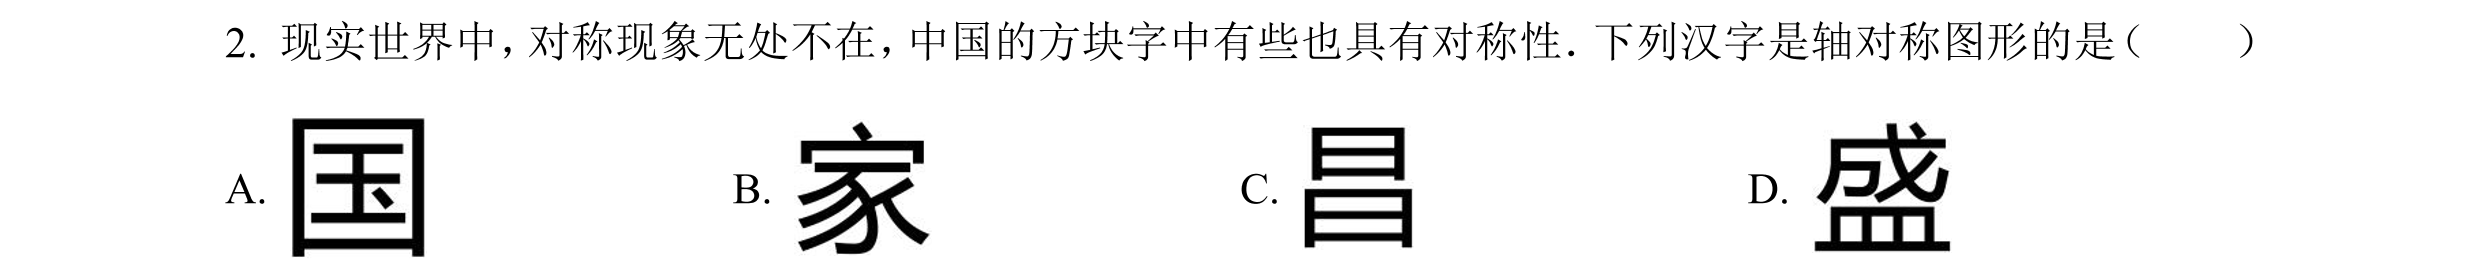 2. 现实世界中，对称现象无处不在，中国的方块字中有些也具有对称性．下列汉字是轴对称图形的是（　　）
A. 国 B. 家 C. 昌 D. 盛